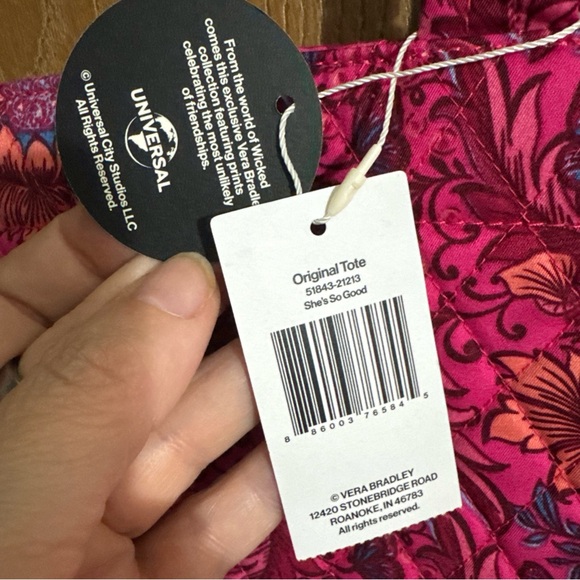 From the world of Wicked
comes this exclusive Vera Bradley
collection featuring prints
celebrating the most unlikely
of friendships.
UNIVERSAL
© Universal City Studios LLC
All Rights Reserved.
Original Tote
51843-21213
She's So Good
8 86003 76584 5
© VERA BRADLEY
12420 STONEBRIDGE ROAD
ROANOKE, IN 46783
All rights reserved.